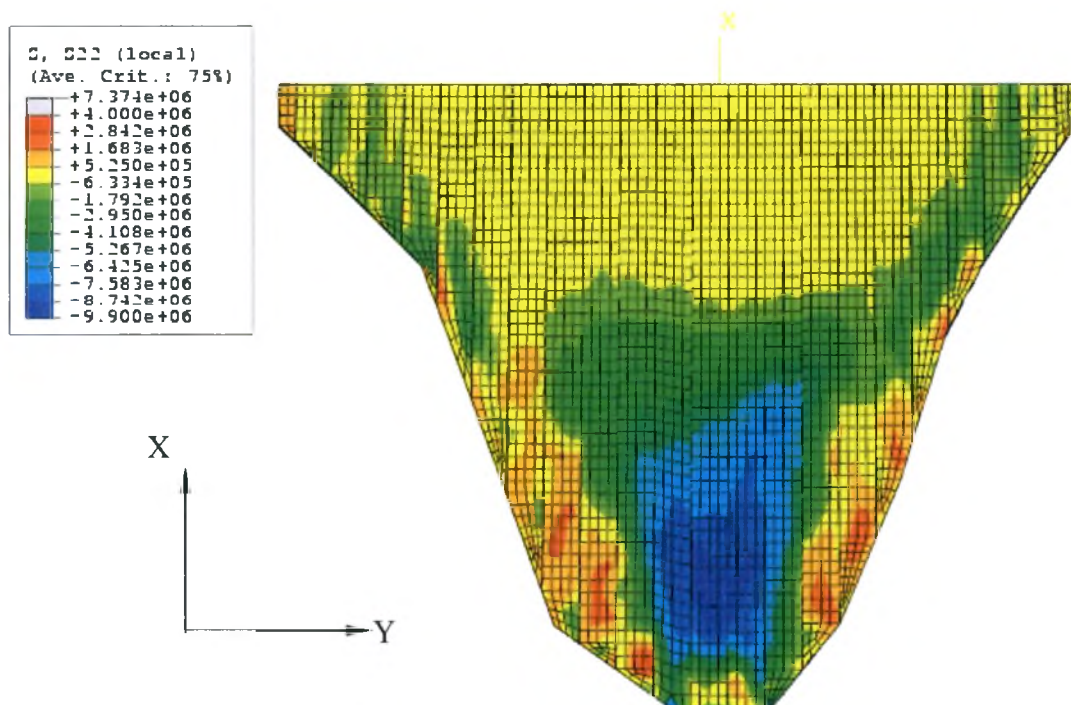 S, S22 (local)
(Ave. Crit.: 75%)
+7.374e+06
+4.000e+06
+2.842e+06
+1.683e+06
+5.250e+05
-6.334e+05
-1.792e+06
-2.950e+06
-4.108e+06
-5.267e+06
-6.425e+06
-7.583e+06
-8.742e+06
-9.900e+06
X
X
Y